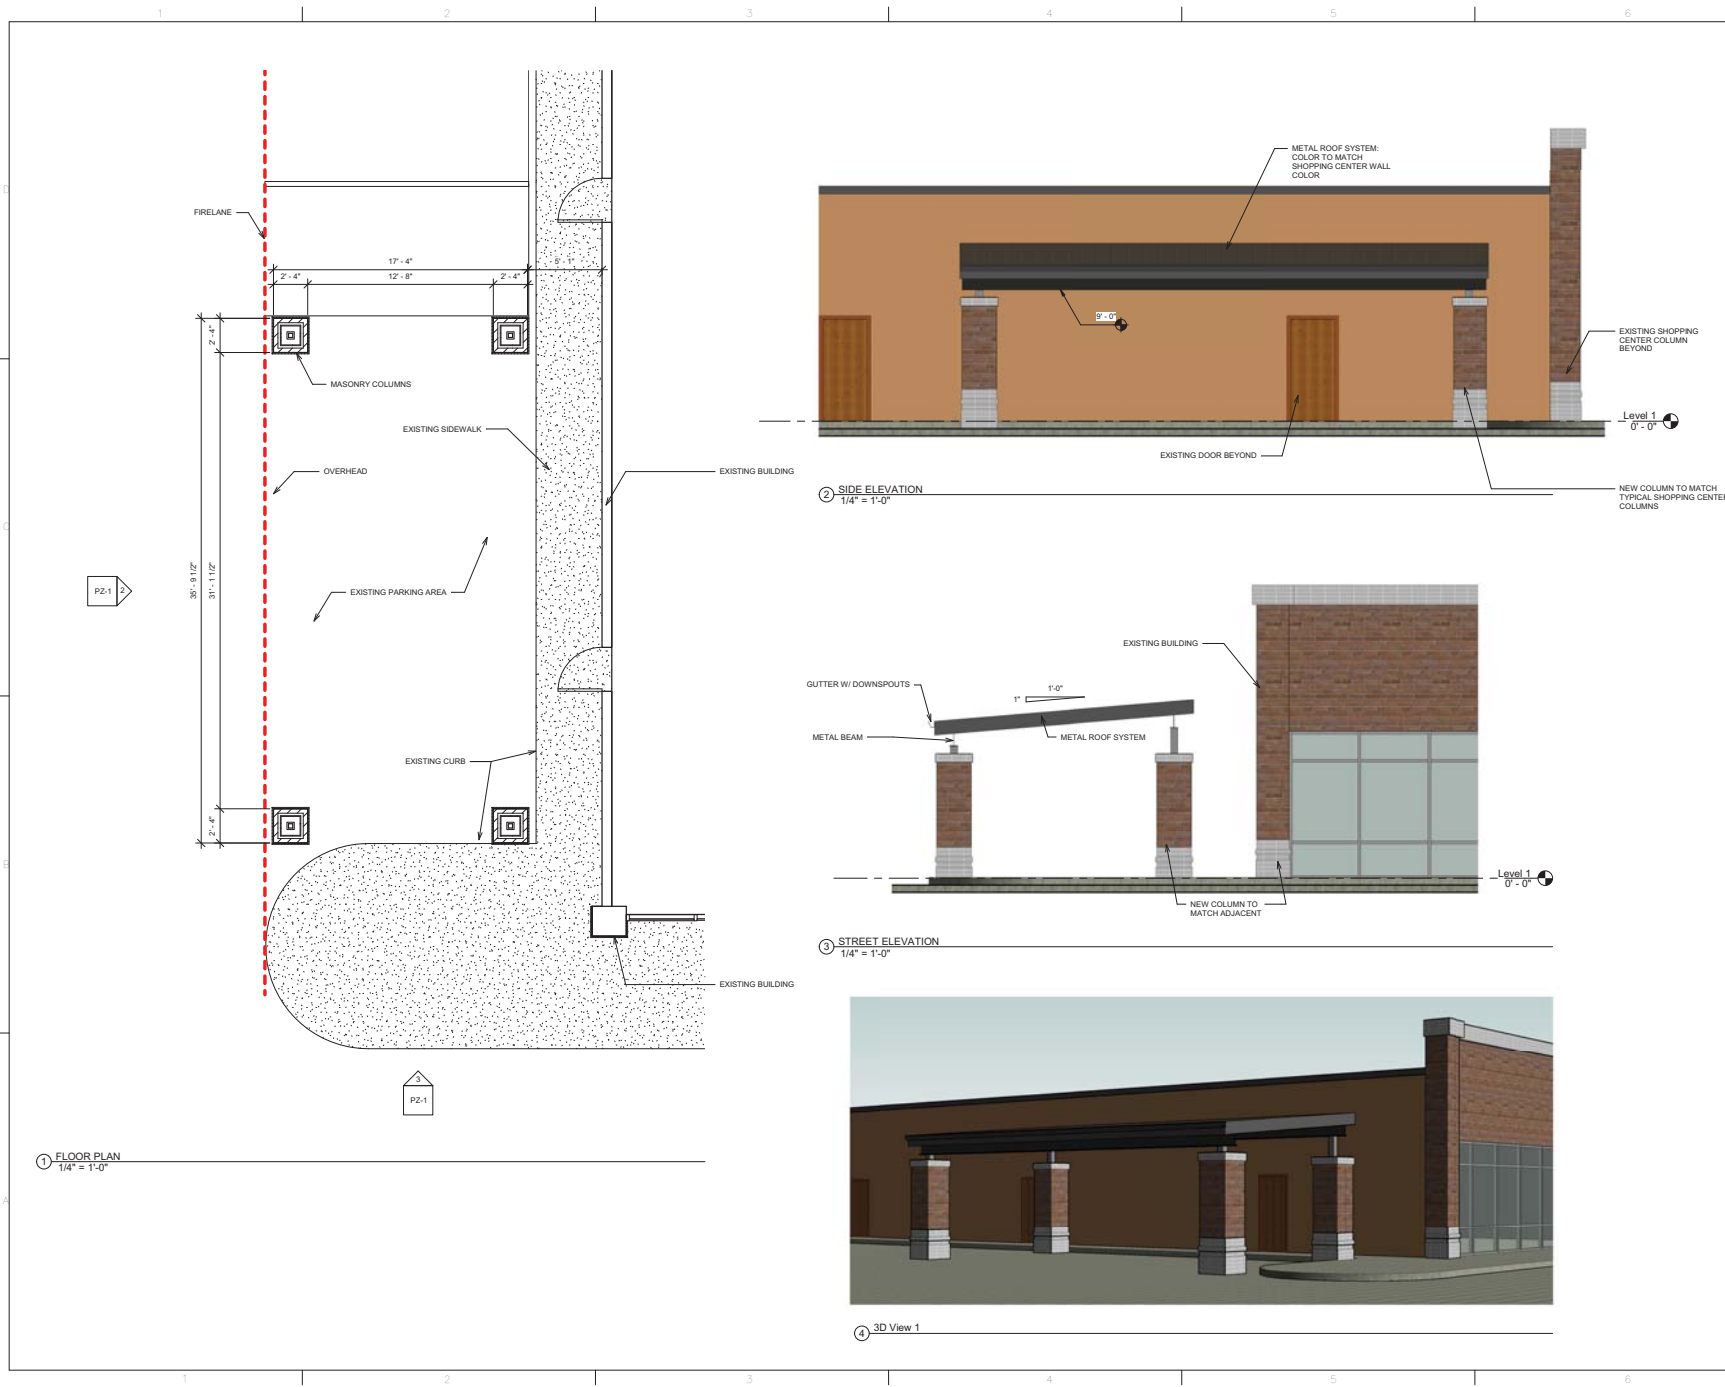 1 2 3 4 5 6
D
C
B
A
FIRELANE
17' - 4"
5' - 1"
2' - 4"
12' - 8"
2' - 4"
2' - 4"
MASONRY COLUMNS
EXISTING SIDEWALK
OVERHEAD
EXISTING BUILDING
35' - 9 1/2"
31' - 1 1/2"
EXISTING PARKING AREA
PZ-1
2
EXISTING CURB
2' - 4"
EXISTING BUILDING
3
PZ-1
1
FLOOR PLAN
1/4" = 1'-0"
METAL ROOF SYSTEM:
COLOR TO MATCH
SHOPPING CENTER WALL
COLOR
9' - 0"
EXISTING SHOPPING
CENTER COLUMN
BEYOND
Level 1
0' - 0"
EXISTING DOOR BEYOND
NEW COLUMN TO MATCH
TYPICAL SHOPPING CENTER
COLUMNS
2
SIDE ELEVATION
1/4" = 1'-0"
EXISTING BUILDING
GUTTER W/ DOWNSPOUTS
1'-0"
1"
METAL BEAM
METAL ROOF SYSTEM
Level 1
0' - 0"
NEW COLUMN TO
MATCH ADJACENT
3
STREET ELEVATION
1/4" = 1'-0"
4
3D View 1
1 2 3 4 5 6